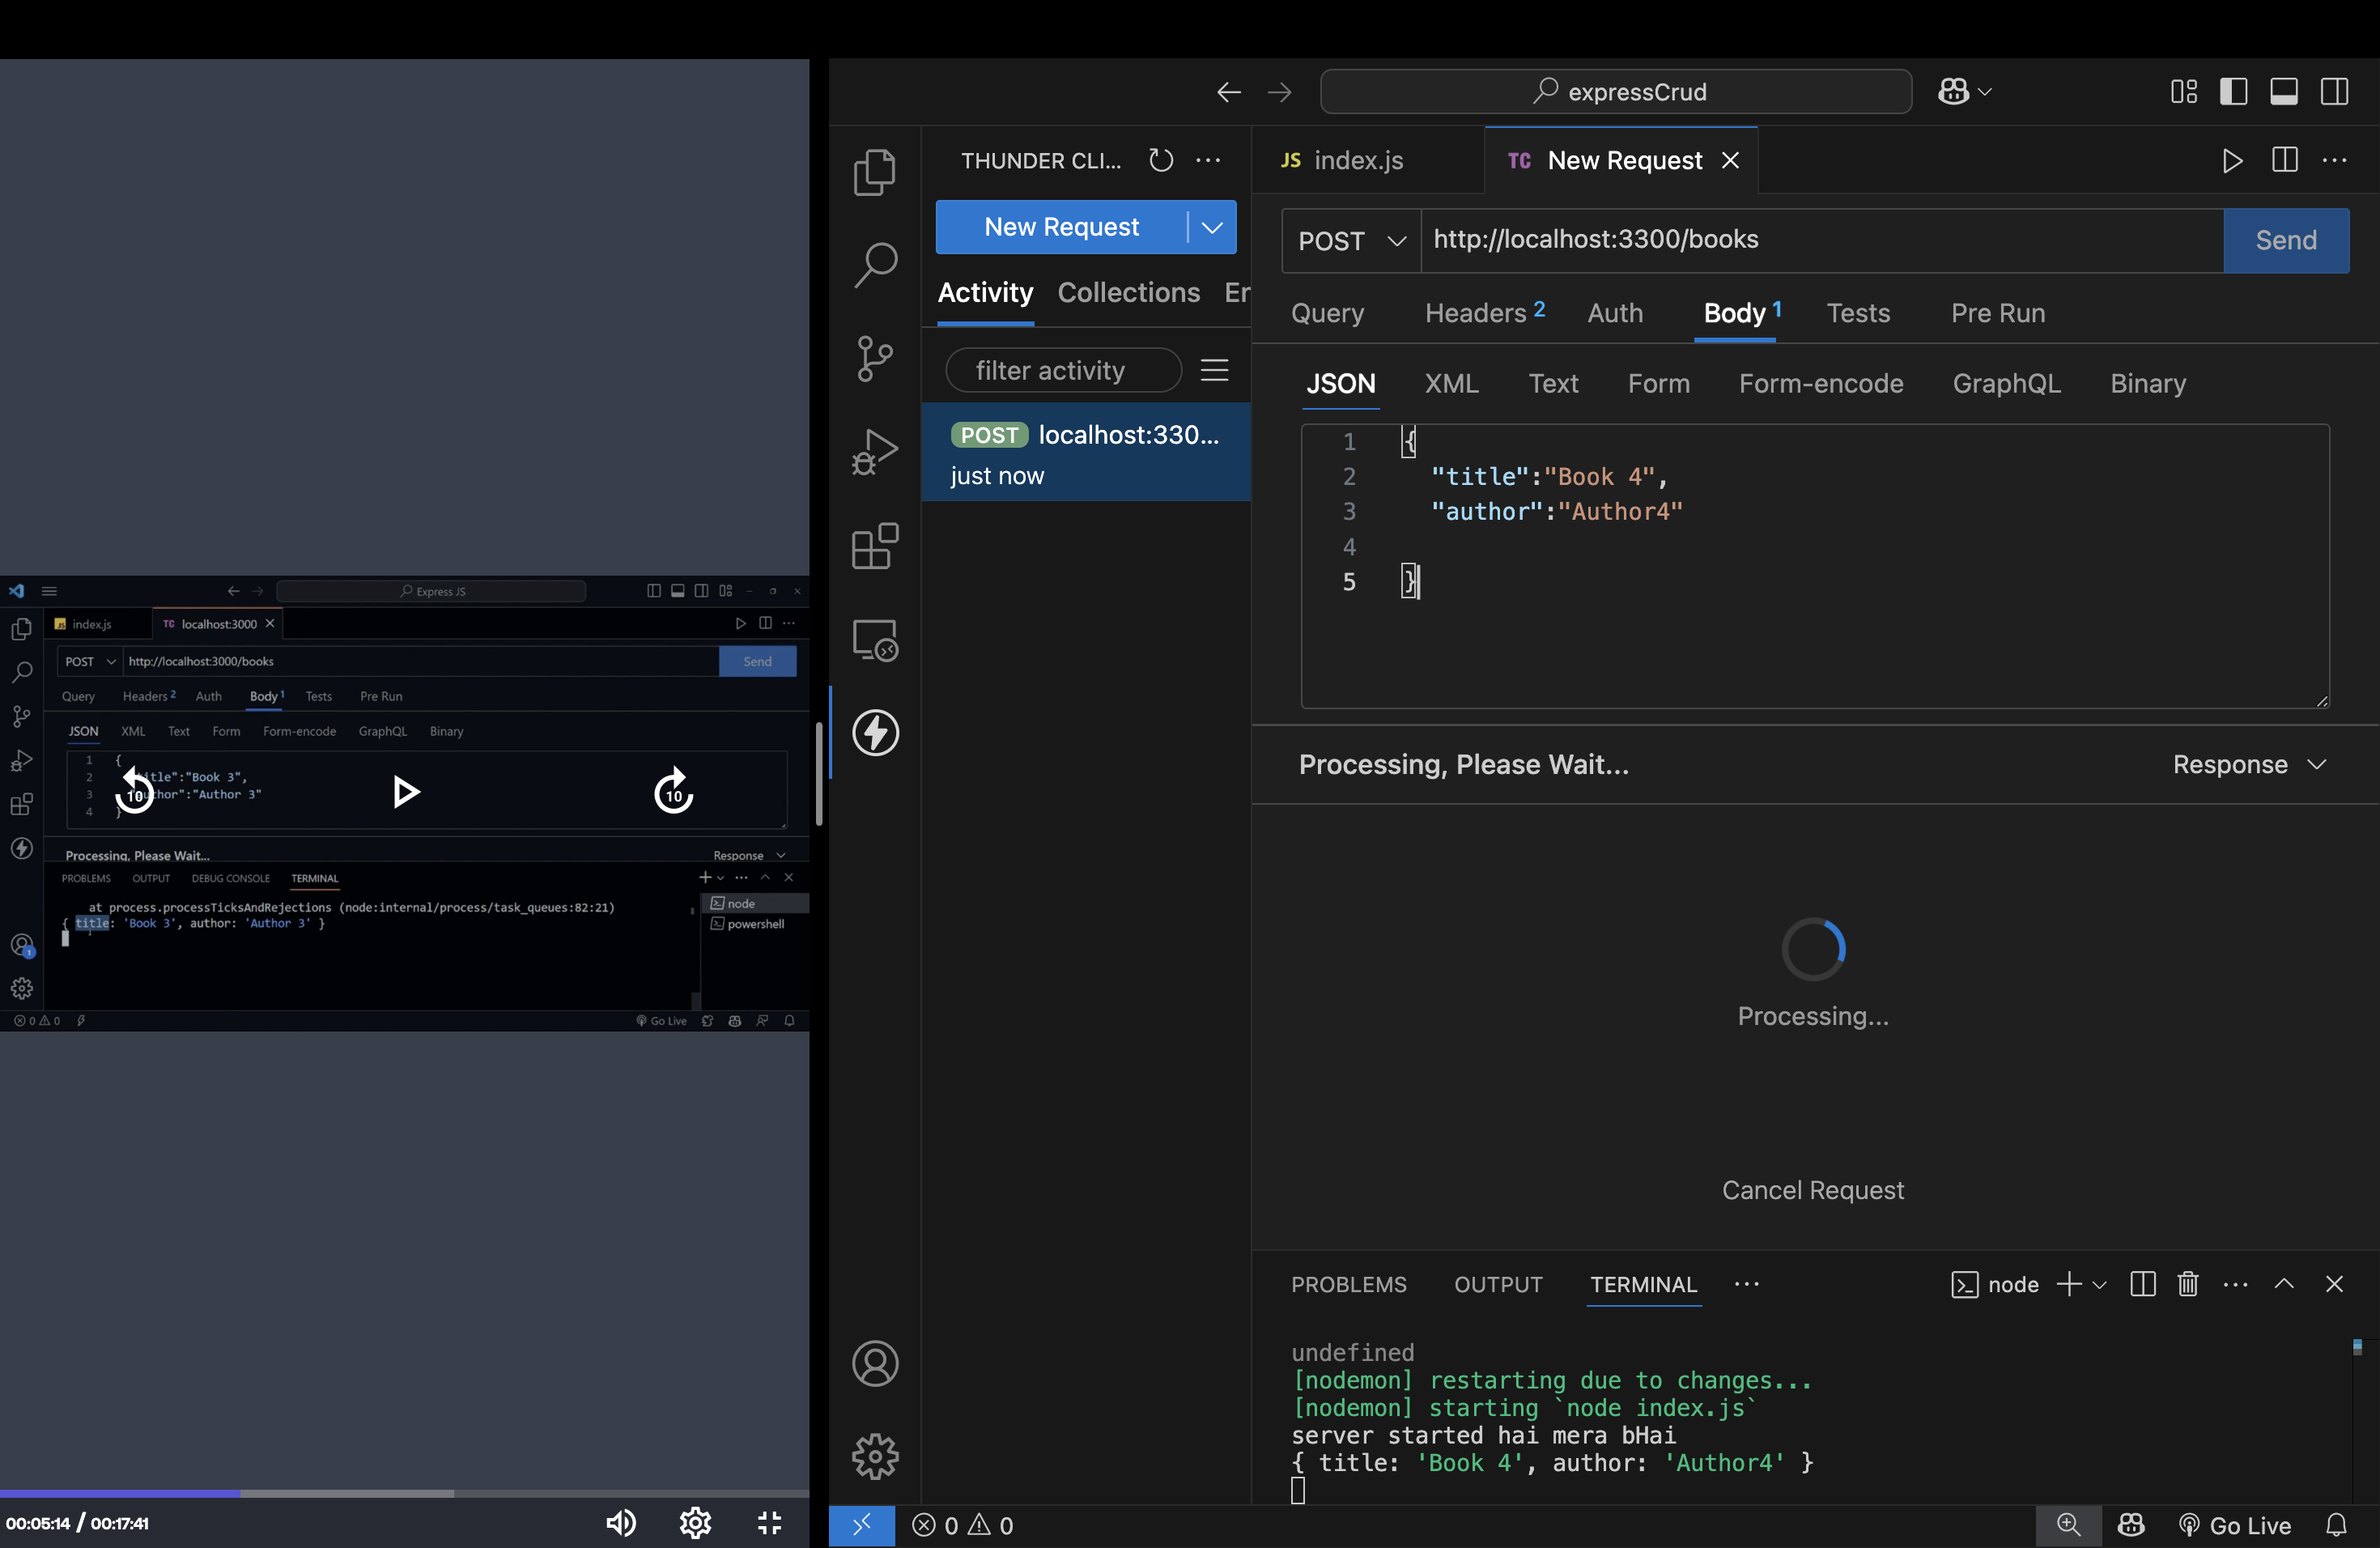 Express JS
index.js
TC localhost:3000
POST
http://localhost:3000/books
Send
Query
Headers 2
Auth
Body 1
Tests
Pre Run
JSON
XML
Text
Form
Form-encode
GraphQL
Binary
1 {
2 "title":"Book 3",
3 "author":"Author 3"
4 }
10
10
Processing, Please Wait...
Response
PROBLEMS
OUTPUT
DEBUG CONSOLE
TERMINAL
at process.processTicksAndRejections (node:internal/process/task_queues:82:21)
{ title: 'Book 3', author: 'Author 3' }
node
powershell
1
0 0
Go Live
00:05:14 / 00:17:41
expressCrud
THUNDER CLI...
New Request
Activity
Collections
En
filter activity
POST localhost:330...
just now
JS index.js
TC New Request
POST
http://localhost:3300/books
Send
Query
Headers 2
Auth
Body 1
Tests
Pre Run
JSON
XML
Text
Form
Form-encode
GraphQL
Binary
1 {
2 "title":"Book 4",
3 "author":"Author4"
4
5 }
Processing, Please Wait...
Response
Processing...
Cancel Request
PROBLEMS
OUTPUT
TERMINAL
node
undefined
[nodemon] restarting due to changes...
[nodemon] starting `node index.js`
server started hai mera bHai
{ title: 'Book 4', author: 'Author4' }
0 0
Go Live